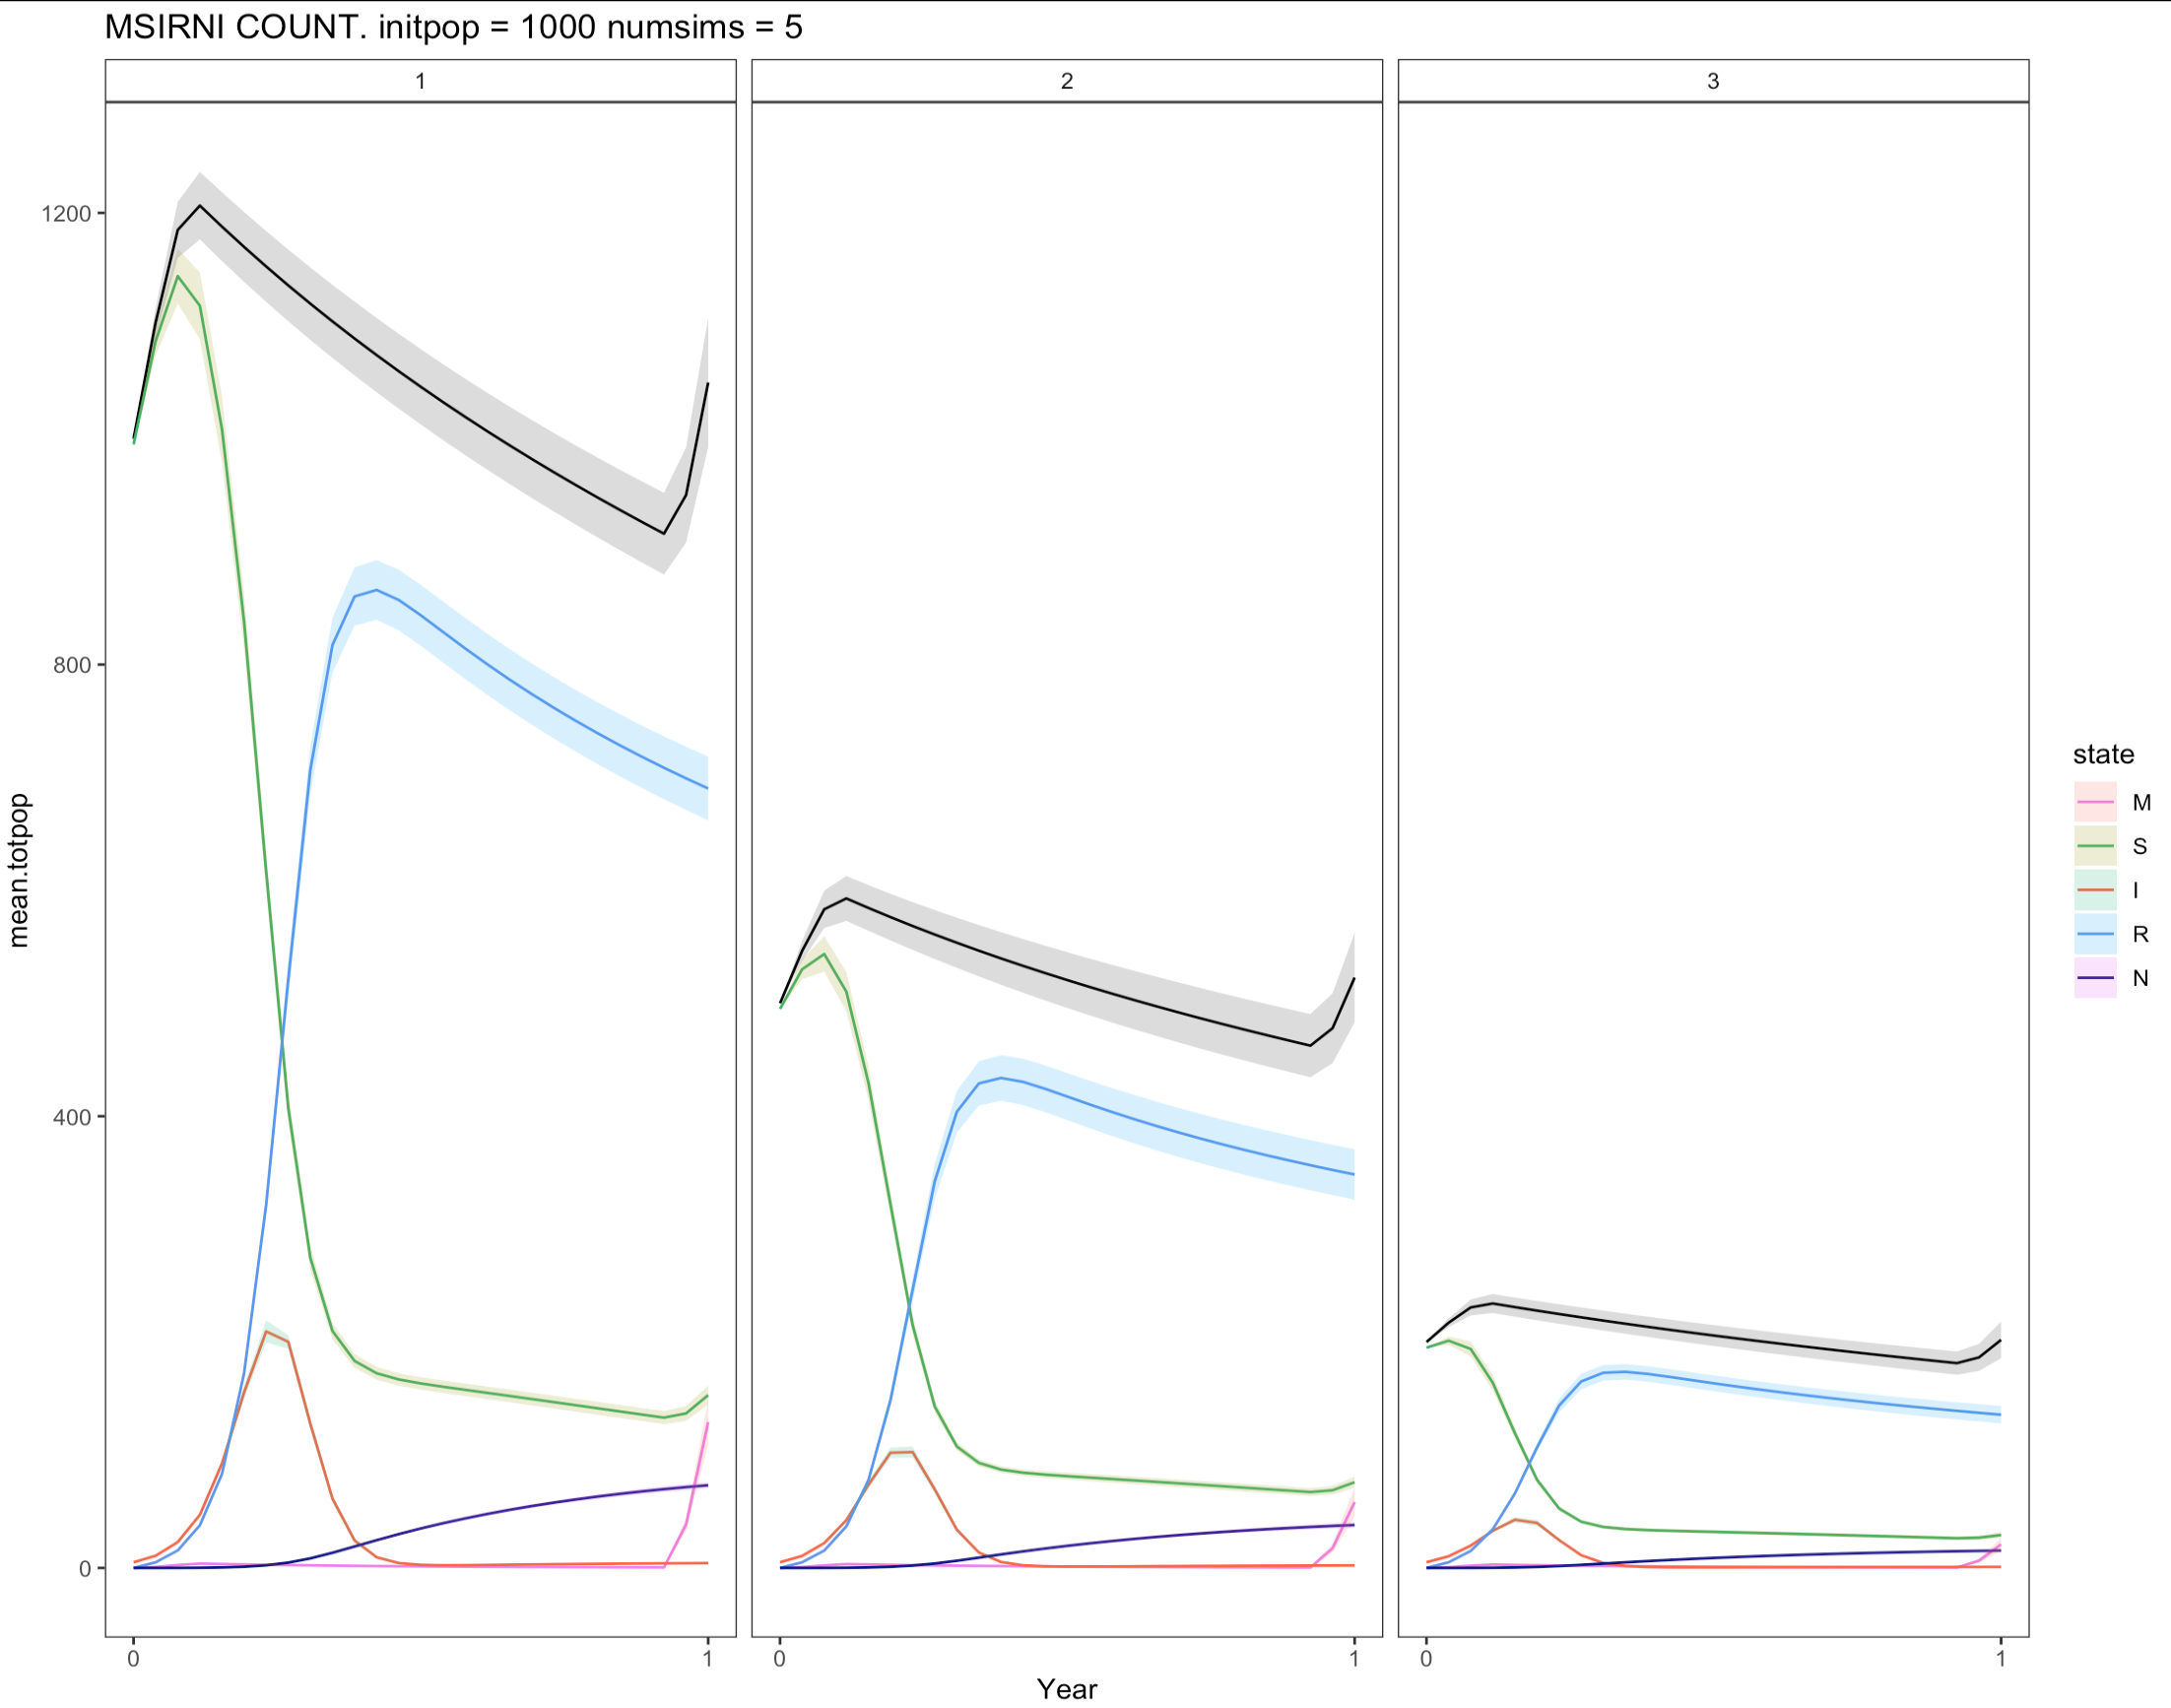 MSIRNI COUNT. initpop = 1000 numsims = 5
1
2
3
1200
800
400
0
mean.totpop
0
1
0
1
0
1
Year
state
M
S
I
R
N